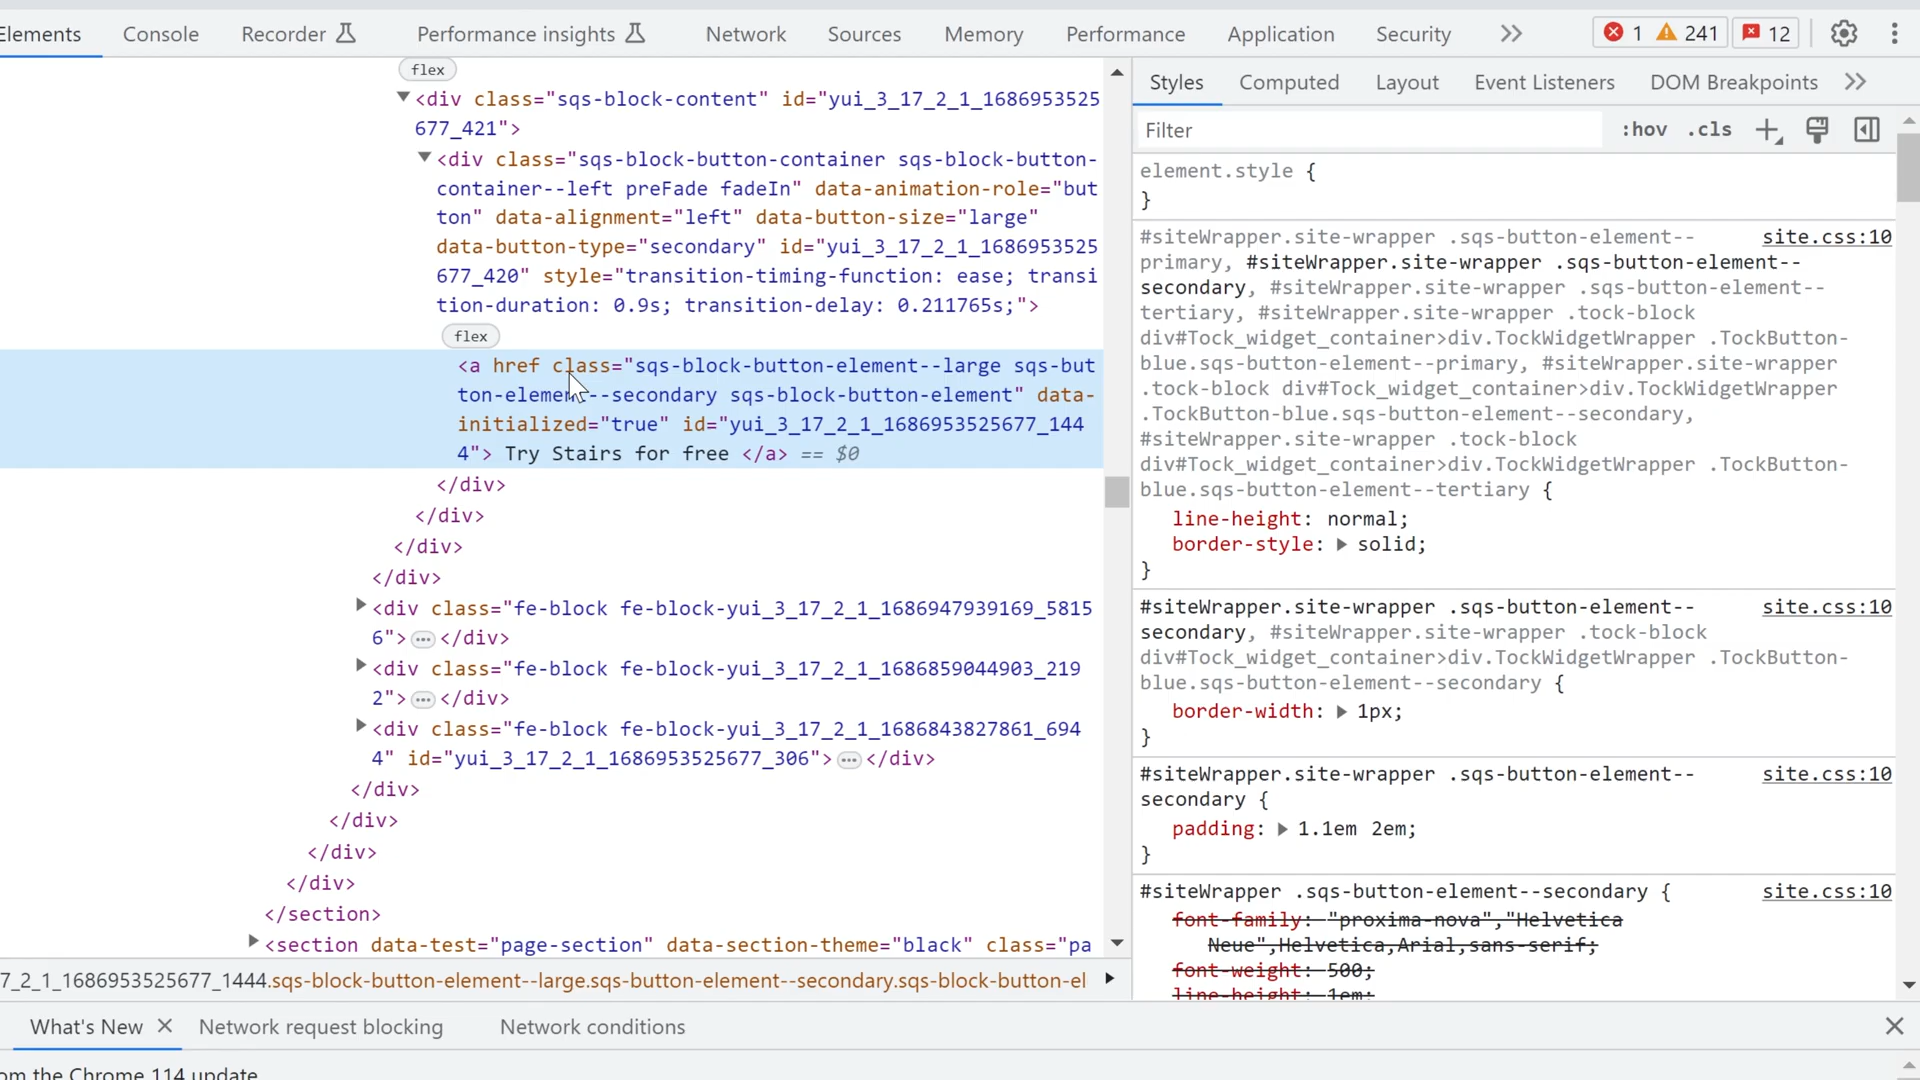 Elements Console Recorder Performance insights Network Sources Memory Performance Application Security 1 241 12
flex
<div class="sqs-block-content" id="yui_3_17_2_1_1686953525
677_421">
<div class="sqs-block-button-container sqs-block-button-
container--left preFade fadeIn" data-animation-role="but
ton" data-alignment="left" data-button-size="large"
data-button-type="secondary" id="yui_3_17_2_1_1686953525
677_420" style="transition-timing-function: ease; transi
tion-duration: 0.9s; transition-delay: 0.211765s;">
flex
<a href class="sqs-block-button-element--large sqs-but
ton-element--secondary sqs-block-button-element" data-
initialized="true" id="yui_3_17_2_1_1686953525677_144
4"> Try Stairs for free </a> == $0
</div>
</div>
</div>
</div>
<div class="fe-block fe-block-yui_3_17_2_1_1686947939169_5815
6"> ••• </div>
<div class="fe-block fe-block-yui_3_17_2_1_1686859044903_219
2"> ••• </div>
<div class="fe-block fe-block-yui_3_17_2_1_1686843827861_694
4" id="yui_3_17_2_1_1686953525677_306"> ••• </div>
</div>
</div>
</div>
</div>
</section>
<section data-test="page-section" data-section-theme="black" class="pa
7_2_1_1686953525677_1444.sqs-block-button-element--large.sqs-button-element--secondary.sqs-block-button-el
Styles Computed Layout Event Listeners DOM Breakpoints
Filter :hov .cls
element.style {
}
#siteWrapper.site-wrapper .sqs-button-element-- site.css:10
primary, #siteWrapper.site-wrapper .sqs-button-element--
secondary, #siteWrapper.site-wrapper .sqs-button-element--
tertiary, #siteWrapper.site-wrapper .tock-block
div#Tock_widget_container>div.TockWidgetWrapper .TockButton-
blue.sqs-button-element--primary, #siteWrapper.site-wrapper
.tock-block div#Tock_widget_container>div.TockWidgetWrapper
.TockButton-blue.sqs-button-element--secondary,
#siteWrapper.site-wrapper .tock-block
div#Tock_widget_container>div.TockWidgetWrapper .TockButton-
blue.sqs-button-element--tertiary {
line-height: normal;
border-style: solid;
}
#siteWrapper.site-wrapper .sqs-button-element-- site.css:10
secondary, #siteWrapper.site-wrapper .tock-block
div#Tock_widget_container>div.TockWidgetWrapper .TockButton-
blue.sqs-button-element--secondary {
border-width: 1px;
}
#siteWrapper.site-wrapper .sqs-button-element-- site.css:10
secondary {
padding: 1.1em 2em;
}
#siteWrapper .sqs-button-element--secondary { site.css:10
font-family: "proxima-nova","Helvetica
Neue",Helvetica,Arial,sans-serif;
font-weight: 500;
line-height: 1em;
What's New Network request blocking Network conditions
om the Chrome 114 update